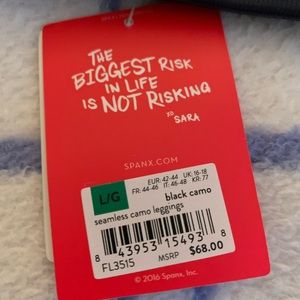 THE
BIGGEST RISK
IN LIFE
IS NOT RISKING
XO
SARA
SPANX.COM
L/G
EUR: 42-44 UK: 16-18
FR: 44-46 IT: 46-48 KR: 77
black camo
seamless camo leggings
8 43953 15493 8
FL3515 MSRP $68.00
© 2016 Spanx, Inc.